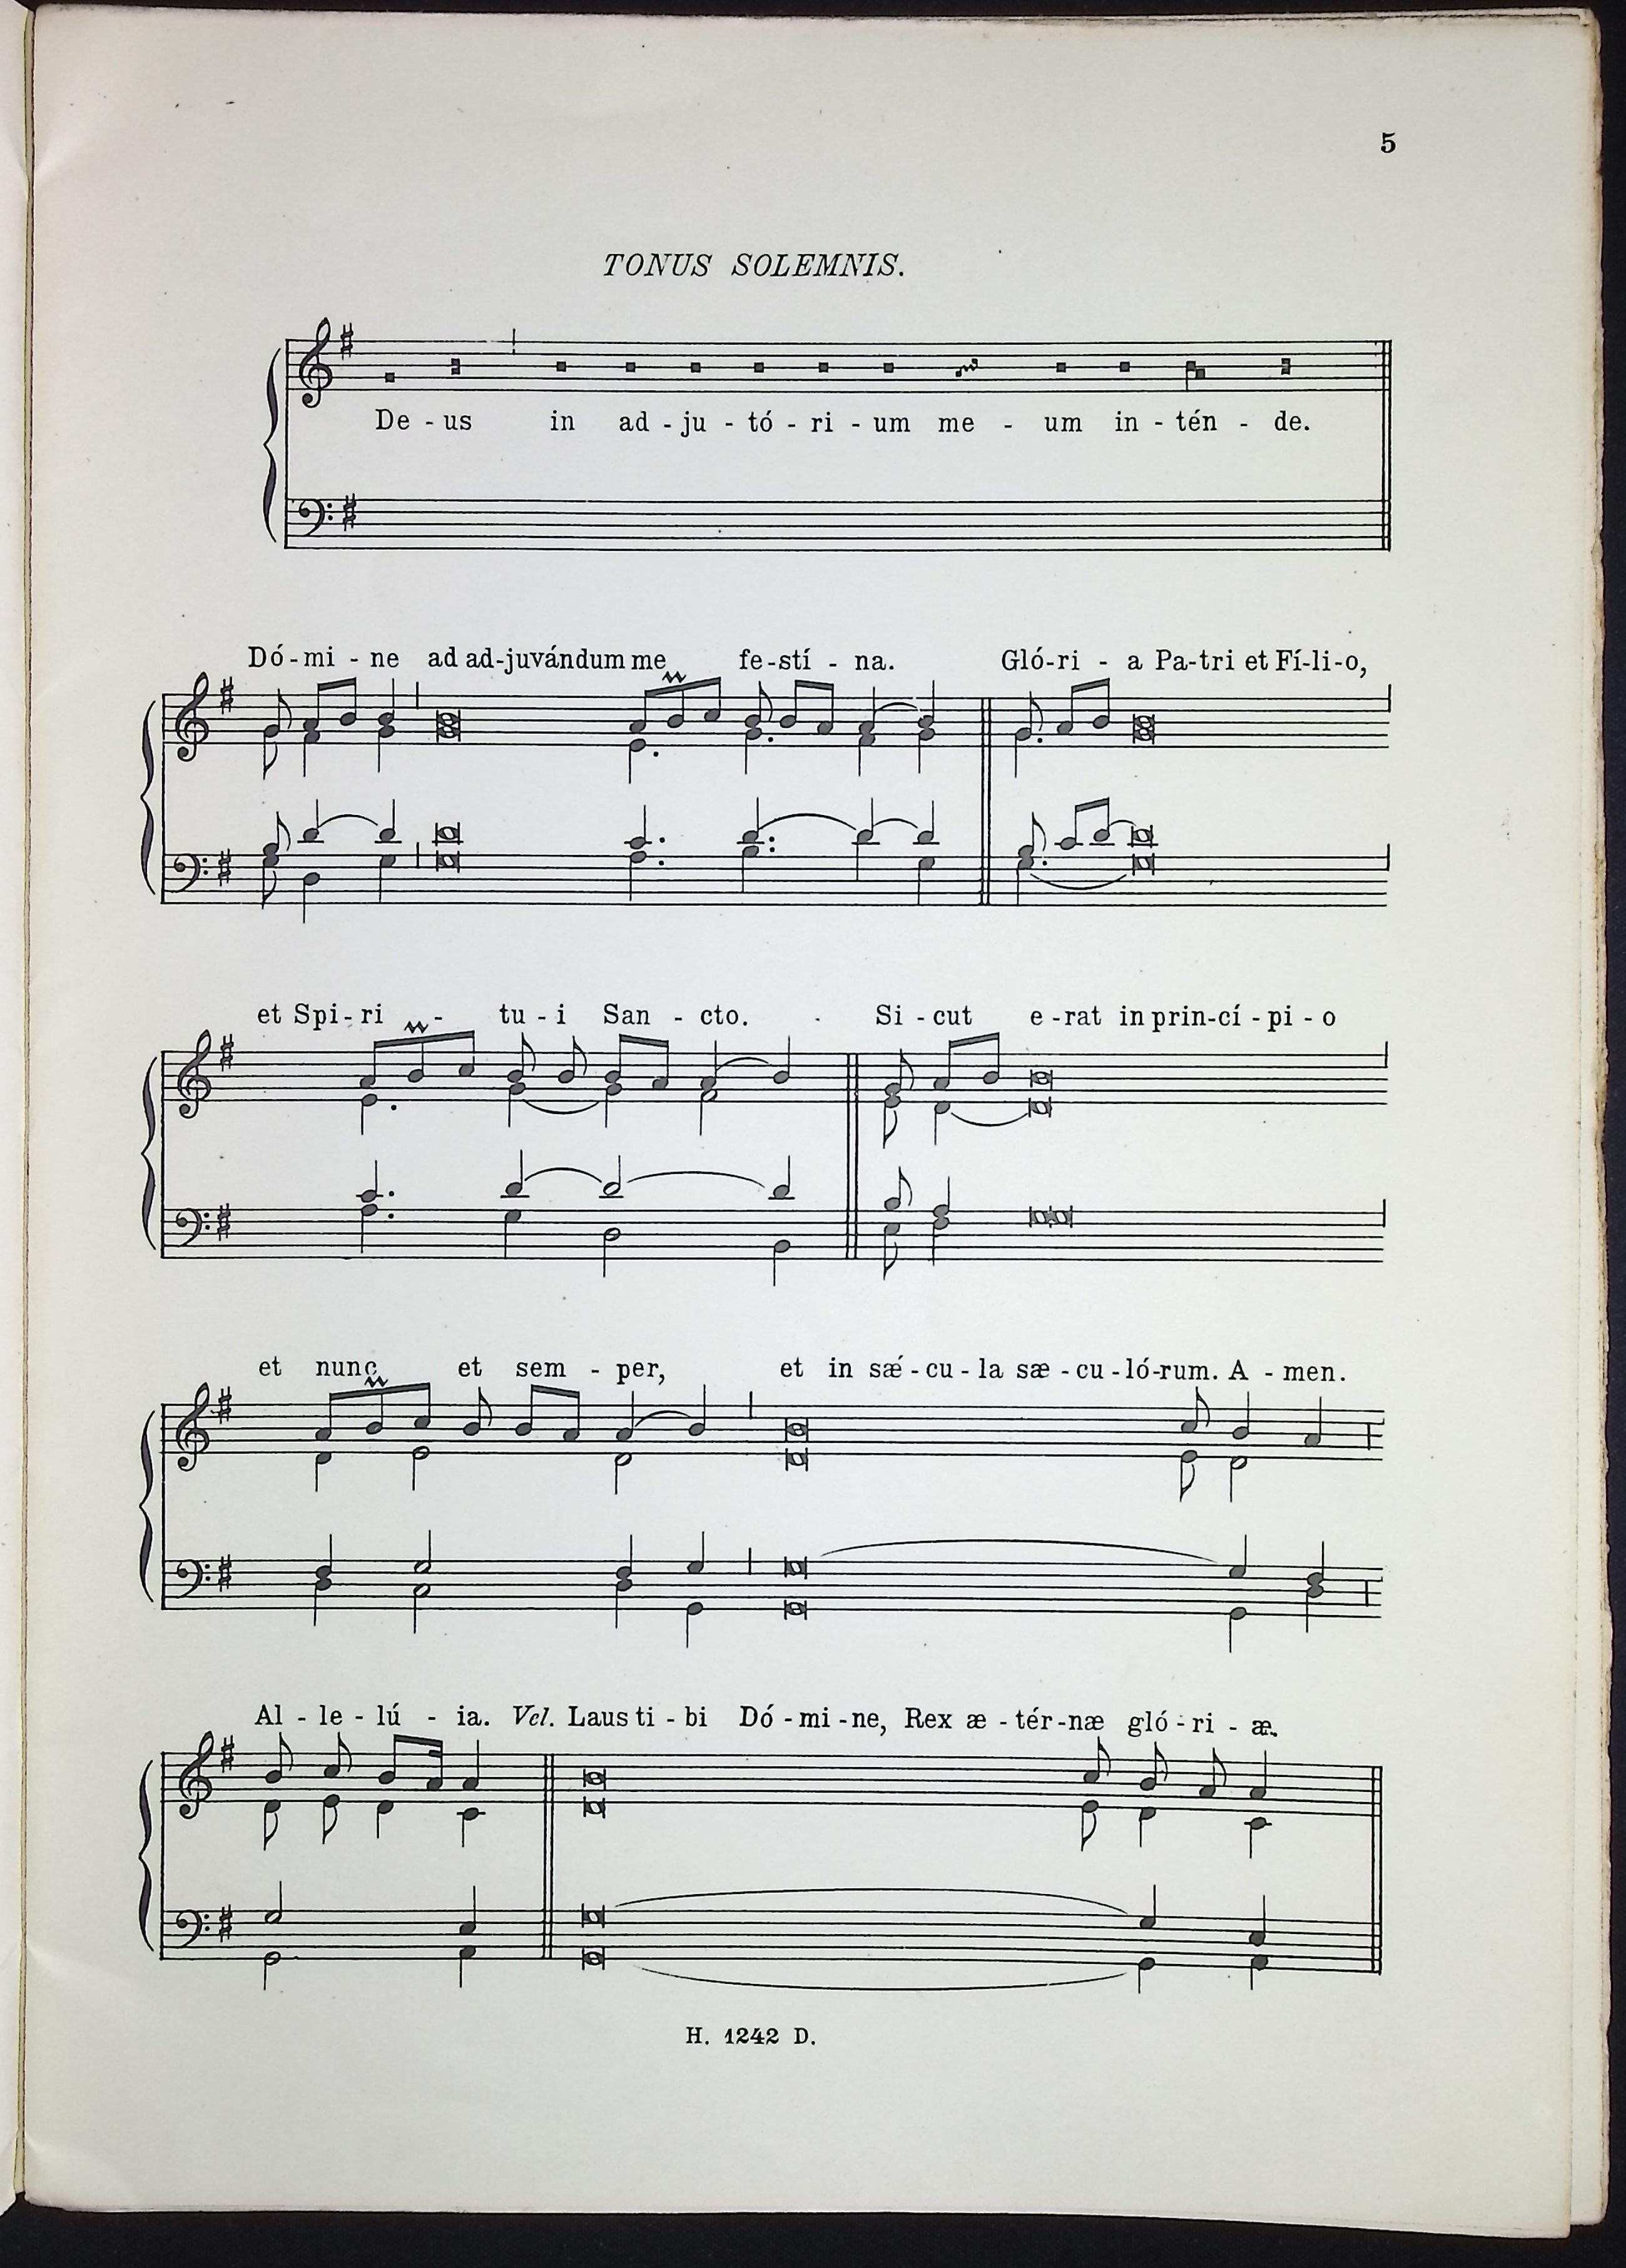 5
TONUS SOLEMNIS.
De - us in ad - ju - tó - ri - um me - um in - tén - de.
Dó - mi - ne ad ad-juvándum me fe-stí - na. Gló-ri - a Pa-tri et Fí-li-o,
et Spi-ri - tu - i San - cto. Si - cut e-rat in prin-cí - pi - o
et nunc et sem - per, et in sǽ - cu - la sæ - cu - ló-rum. A - men.
Al - le - lú - ia. Vel. Laus ti - bi Dó - mi - ne, Rex æ - tér - næ gló - ri - æ.
H. 1242 D.